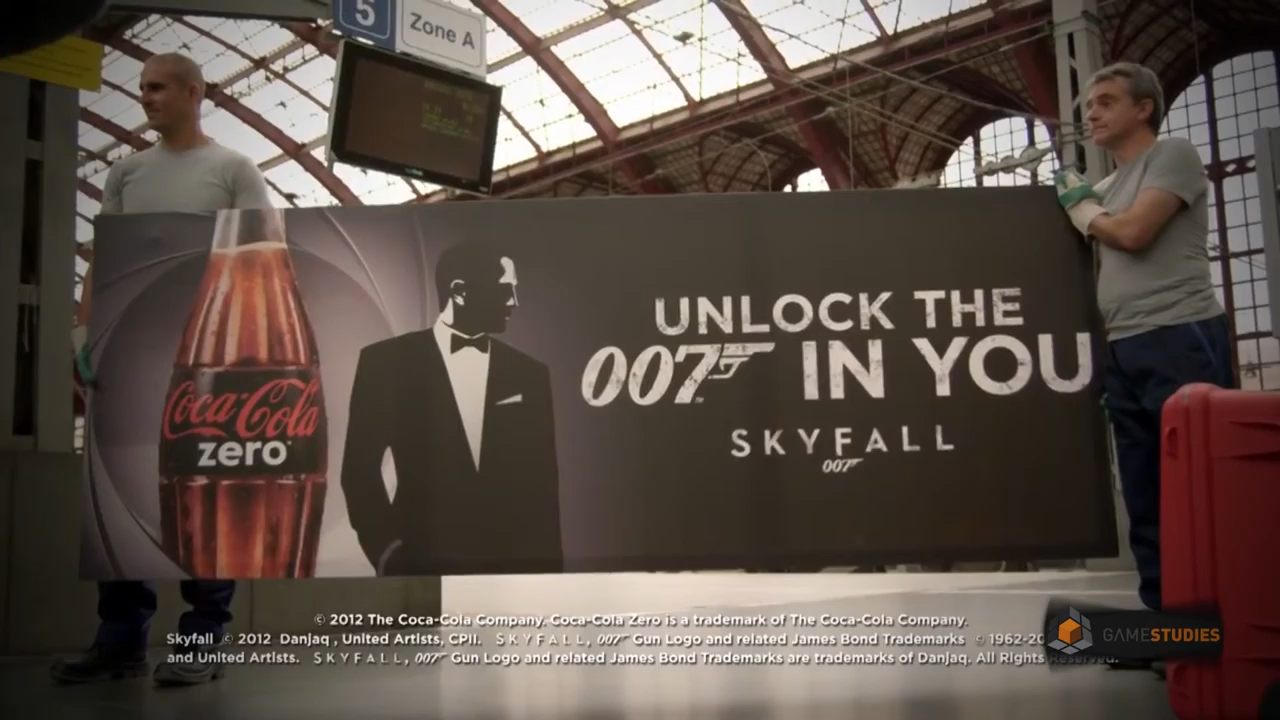 5 Zone A
UNLOCK THE
007 IN YOU
Coca-Cola
zero
SKYFALL
007
© 2012 The Coca-Cola Company. Coca-Cola Zero is a trademark of The Coca-Cola Company.
Skyfall © 2012 Danjaq, United Artists, CPII. SKYFALL, 007 Gun Logo and related James Bond Trademarks © 1962-20
and United Artists. SKYFALL, 007 Gun Logo and related James Bond Trademarks are trademarks of Danjaq. All Rights Reserved.
GAMESTUDIES